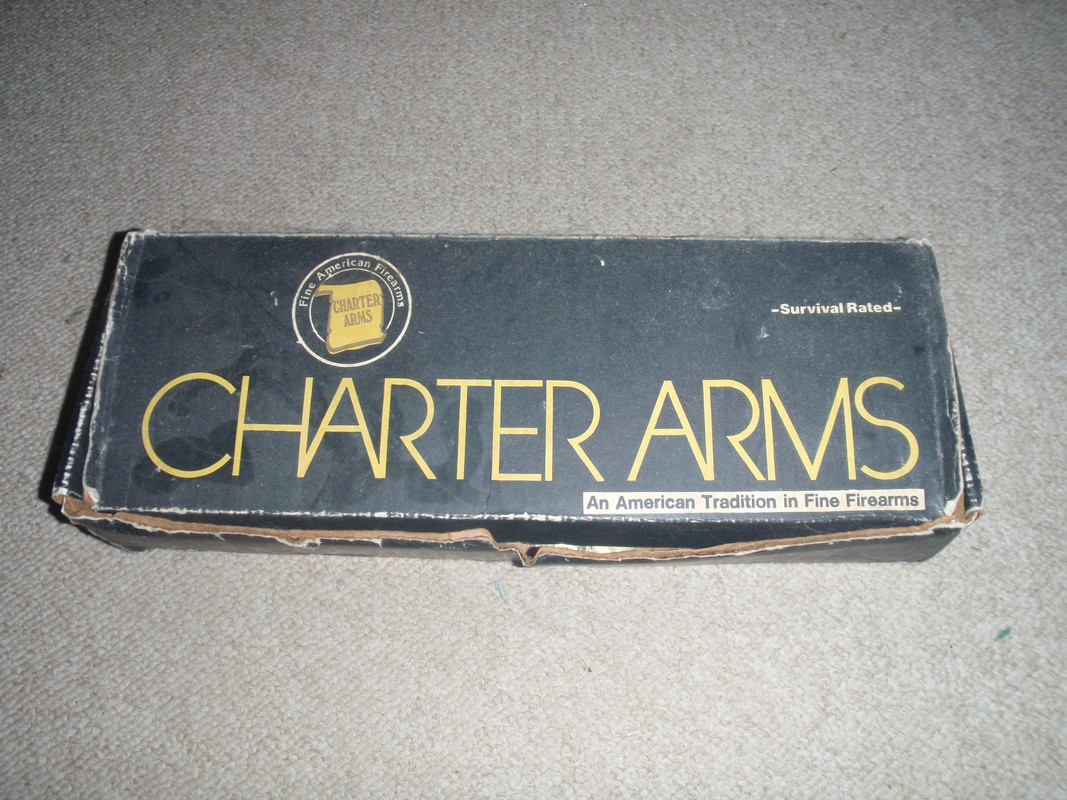 Fine American Firearms
CHARTER
ARMS
-Survival Rated-
CHARTER ARMS
An American Tradition in Fine Firearms